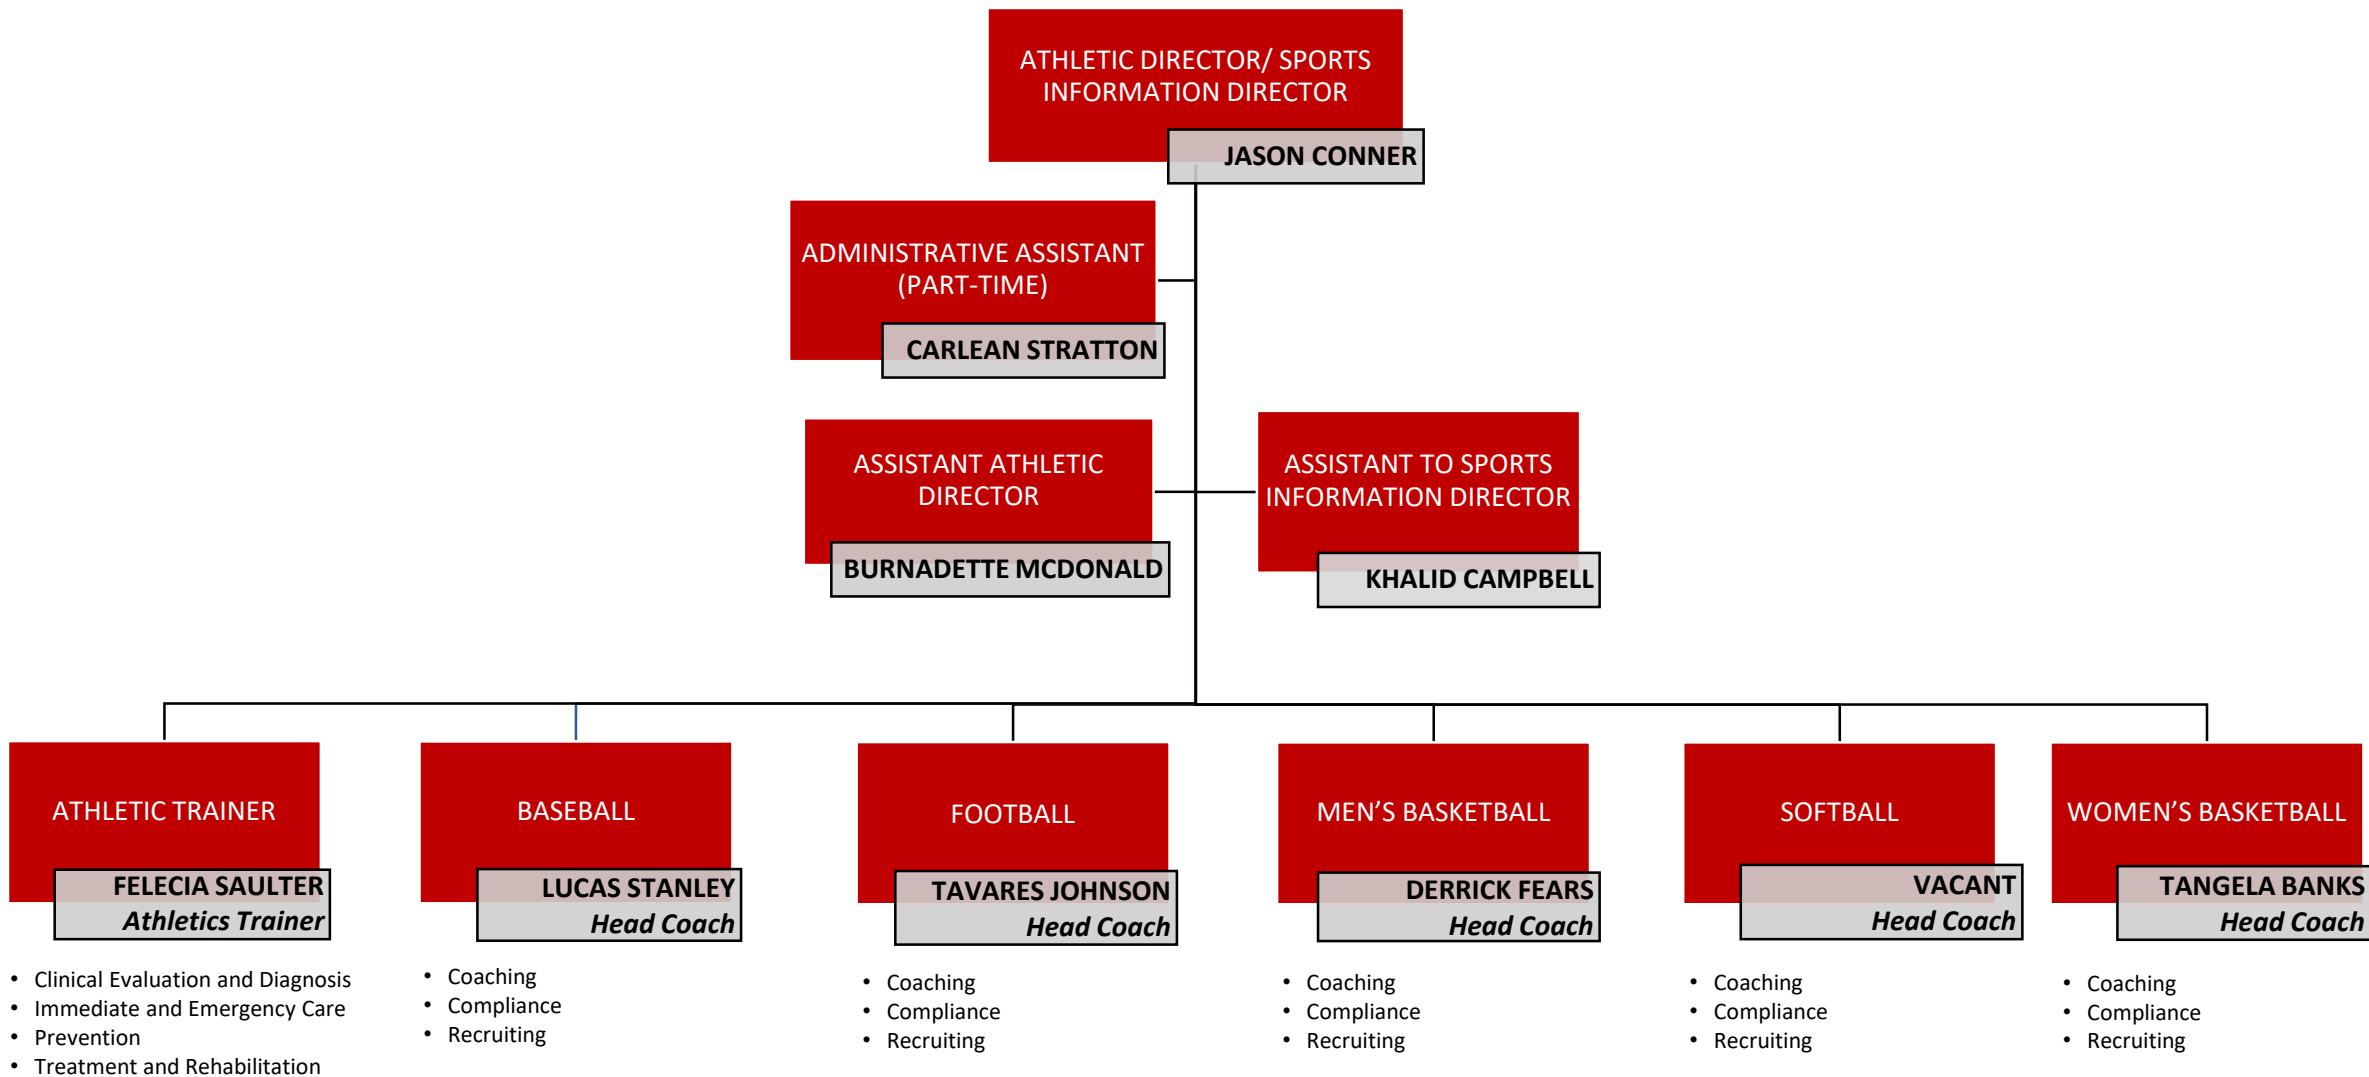 ATHLETIC DIRECTOR/ SPORTS
INFORMATION DIRECTOR
JASON CONNER
ADMINISTRATIVE ASSISTANT
(PART-TIME)
CARLEAN STRATTON
ASSISTANT ATHLETIC
DIRECTOR
BURNADETTE MCDONALD
ASSISTANT TO SPORTS
INFORMATION DIRECTOR
KHALID CAMPBELL
ATHLETIC TRAINER
FELECIA SAULTER
Athletics Trainer
• Clinical Evaluation and Diagnosis
• Immediate and Emergency Care
• Prevention
• Treatment and Rehabilitation
BASEBALL
LUCAS STANLEY
Head Coach
• Coaching
• Compliance
• Recruiting
FOOTBALL
TAVARES JOHNSON
Head Coach
• Coaching
• Compliance
• Recruiting
MEN’S BASKETBALL
DERRICK FEARS
Head Coach
• Coaching
• Compliance
• Recruiting
SOFTBALL
VACANT
Head Coach
• Coaching
• Compliance
• Recruiting
WOMEN’S BASKETBALL
TANGELA BANKS
Head Coach
• Coaching
• Compliance
• Recruiting